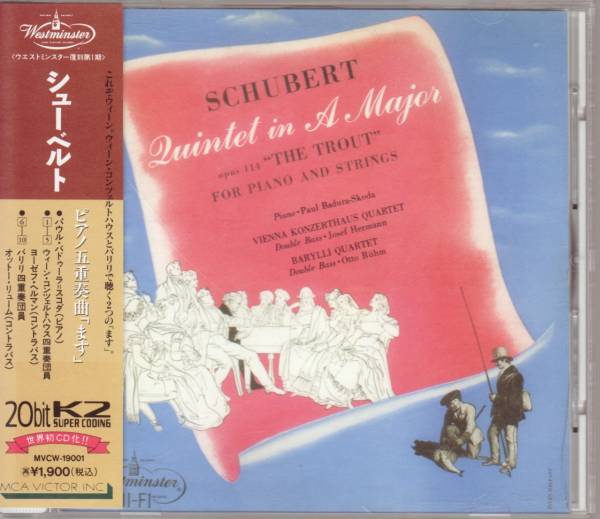 Westminster
〈ウエストミンスター復刻第1期〉
シューベルト
これぞウィーン。ウィーン・コンツェルトハウスとバリリで聴く2つの「ます」。
ピアノ五重奏曲「ます」
●パウル・バドゥーラ=スコダ(ピアノ)
●1-5 ウィーン・コンツェルトハウス四重奏団員
ヨーゼフ・ヘルマン(コントラバス)
●6-10 バリリ四重奏団員
オットー・リューム(コントラバス)
20bit K2
SUPER CODING
世界初CD化!!
MVCW-19001
¥1,900(税込)
MCA VICTOR INC
SCHUBERT
Quintet in A Major
opus 114 "THE TROUT"
FOR PIANO AND STRINGS
Piano • Paul Badura-Skoda
VIENNA KONZERTHAUS QUARTET
Double Bass • Josef Hermann
BARYLLI QUARTET
Double Bass • Otto Rühm
HI-FI